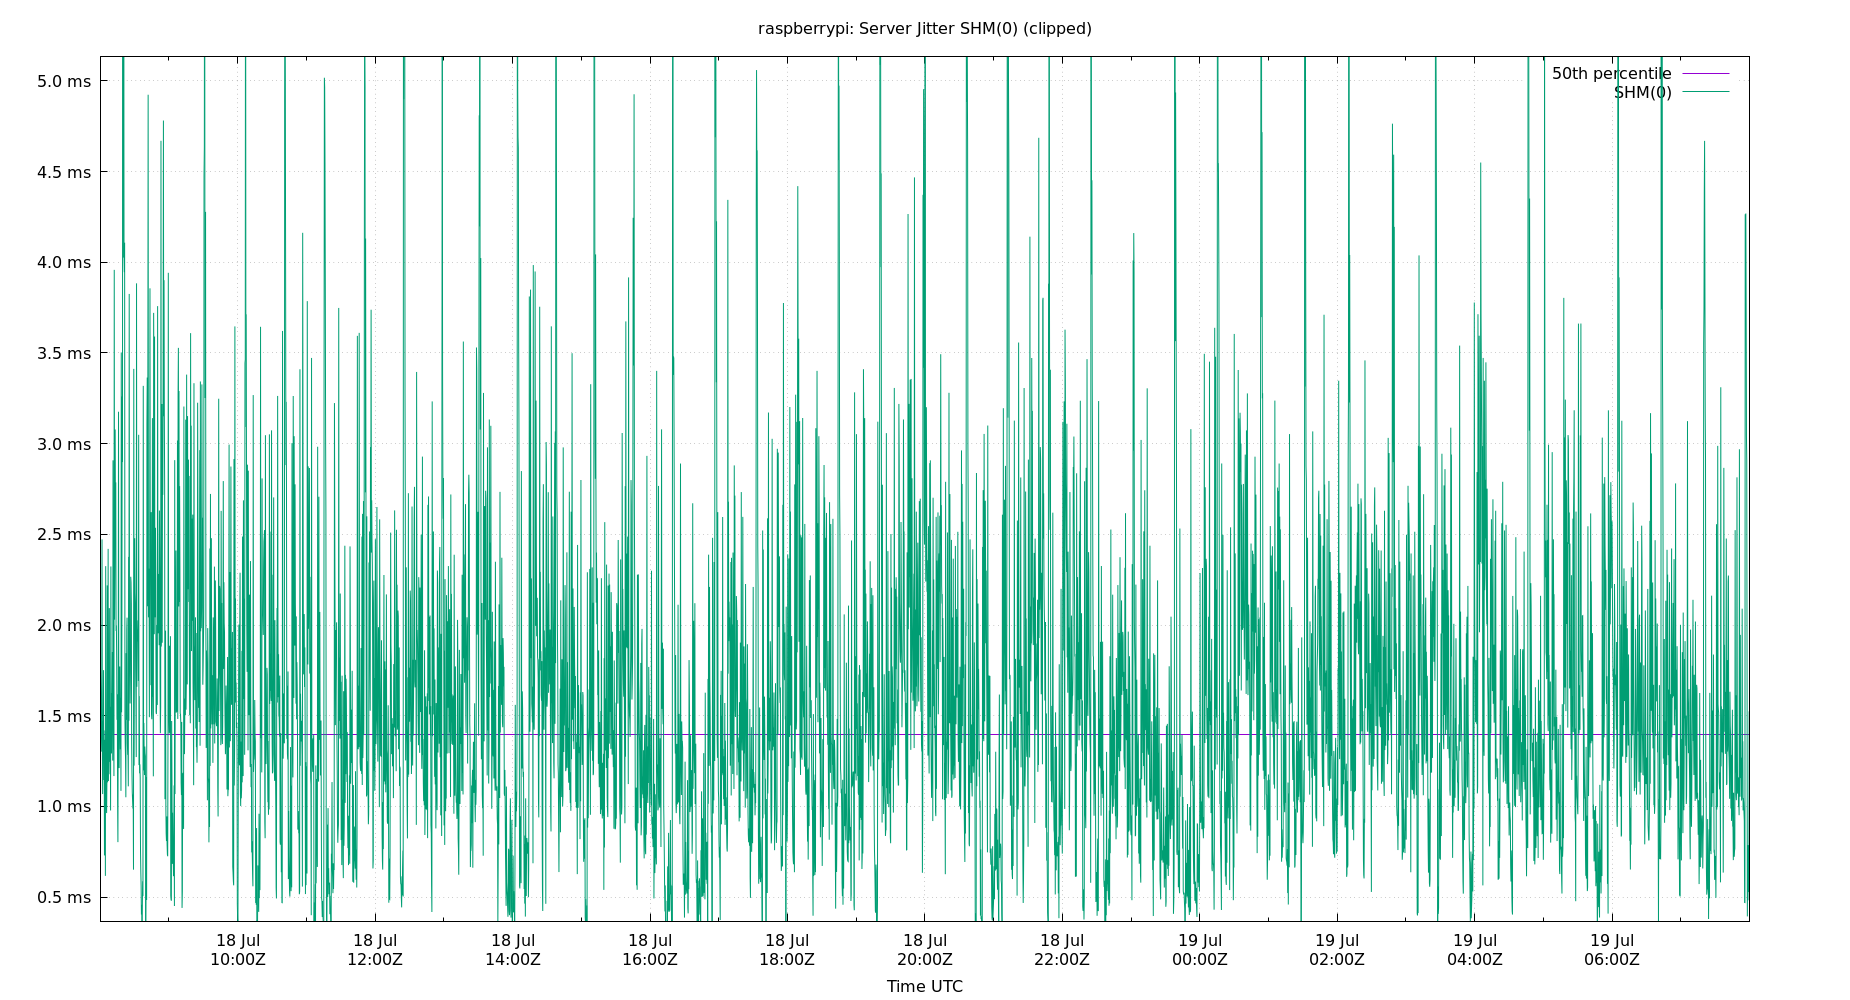 raspberrypi: Server Jitter SHM(0) (clipped)
50th percentile
SHM(0)
5.0 ms
4.5 ms
4.0 ms
3.5 ms
3.0 ms
2.5 ms
2.0 ms
1.5 ms
1.0 ms
0.5 ms
18 Jul 18 Jul 18 Jul 18 Jul 18 Jul 18 Jul 18 Jul 19 Jul 19 Jul 19 Jul 19 Jul
10:00Z 12:00Z 14:00Z 16:00Z 18:00Z 20:00Z 22:00Z 00:00Z 02:00Z 04:00Z 06:00Z
Time UTC